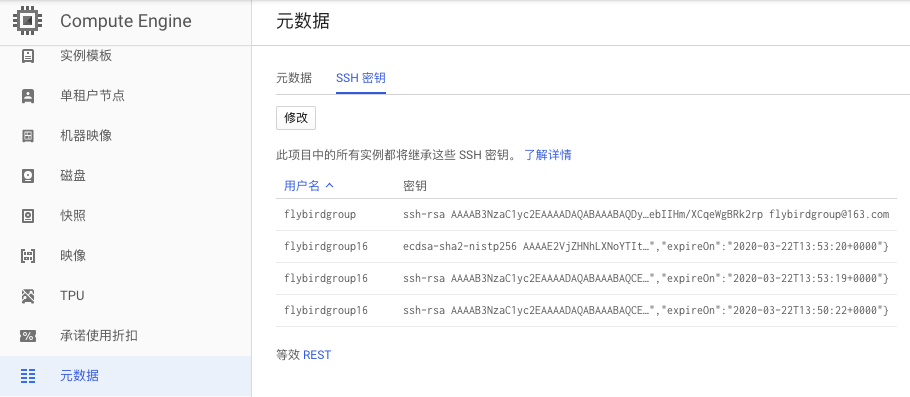 Compute Engine
元数据
实例模板
单租户节点
机器映像
磁盘
快照
映像
TPU
承诺使用折扣
元数据
元数据 SSH 密钥
修改
此项目中的所有实例都将继承这些 SSH 密钥。 了解详情
用户名 密钥
flybirdgroup ssh-rsa AAAAB3NzaC1yc2EAAAADAQABAAABAQDy…ebIIHm/XCqeWgBRk2rp flybirdgroup@163.com
flybirdgroup16 ecdsa-sha2-nistp256 AAAAE2VjZHNhLXNoYTIt…","expireOn":"2020-03-22T13:53:20+0000"}
flybirdgroup16 ssh-rsa AAAAB3NzaC1yc2EAAAADAQABAAABAQCE…","expireOn":"2020-03-22T13:53:19+0000"}
flybirdgroup16 ssh-rsa AAAAB3NzaC1yc2EAAAADAQABAAABAQCE…","expireOn":"2020-03-22T13:50:22+0000"}
等效 REST